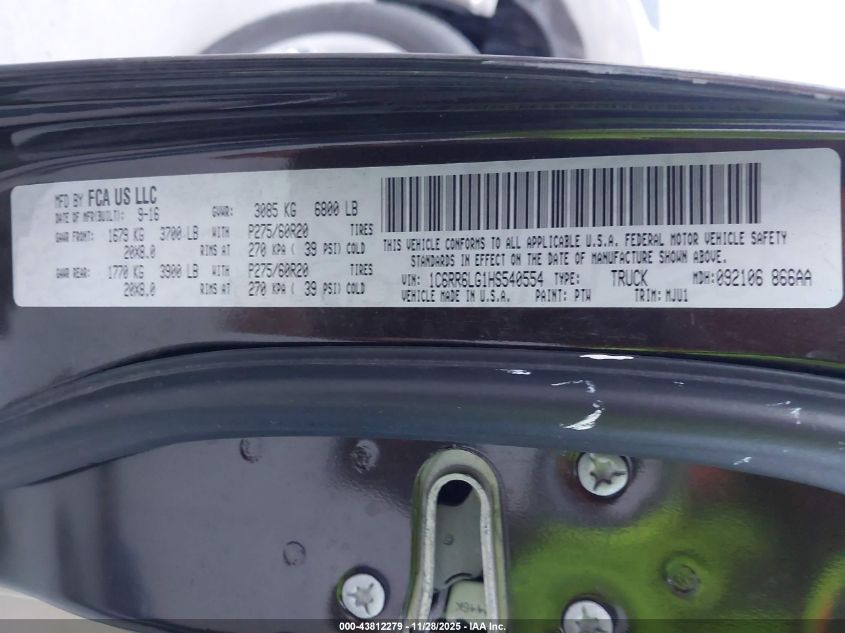 MFD BY FCA US LLC
DATE OF MFR(BUILT): 9-16 GVWR: 3085 KG 6800 LB
GAWR FRONT: 1679 KG 3700 LB WITH P275/60R20 TIRES
20X8.0 RIMS AT 270 KPA ( 39 PSI) COLD
GAWR REAR: 1770 KG 3900 LB WITH P275/60R20 TIRES
20X8.0 RIMS AT 270 KPA ( 39 PSI) COLD
THIS VEHICLE CONFORMS TO ALL APPLICABLE U.S.A. FEDERAL MOTOR VEHICLE SAFETY
STANDARDS IN EFFECT ON THE DATE OF MANUFACTURE SHOWN ABOVE.
VIN: 1C6RR6LG1HS540554 TYPE: TRUCK MDH:092106 866AA
VEHICLE MADE IN U.S.A. PAINT: PTW TRIM: MJU1
000-43812279 - 11/28/2025 - IAA Inc.